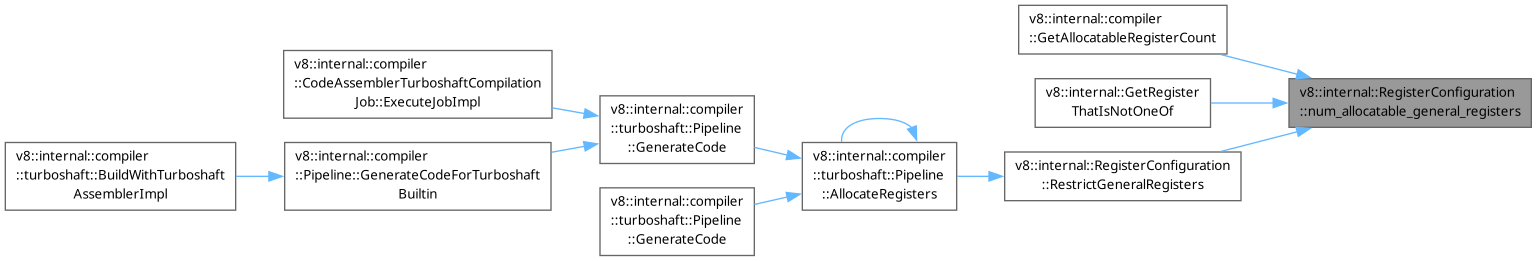 v8::internal::compiler
::GetAllocatableRegisterCount
v8::internal::compiler
::CodeAssemblerTurboshaftCompilation
Job::ExecuteJobImpl
v8::internal::RegisterConfiguration
::num_allocatable_general_registers
v8::internal::GetRegister
ThatIsNotOneOf
v8::internal::compiler
::turboshaft::Pipeline
::GenerateCode
v8::internal::compiler
::turboshaft::BuildWithTurboshaft
AssemblerImpl
v8::internal::compiler
::Pipeline::GenerateCodeForTurboshaft
Builtin
v8::internal::compiler
::turboshaft::Pipeline
::AllocateRegisters
v8::internal::RegisterConfiguration
::RestrictGeneralRegisters
v8::internal::compiler
::turboshaft::Pipeline
::GenerateCode